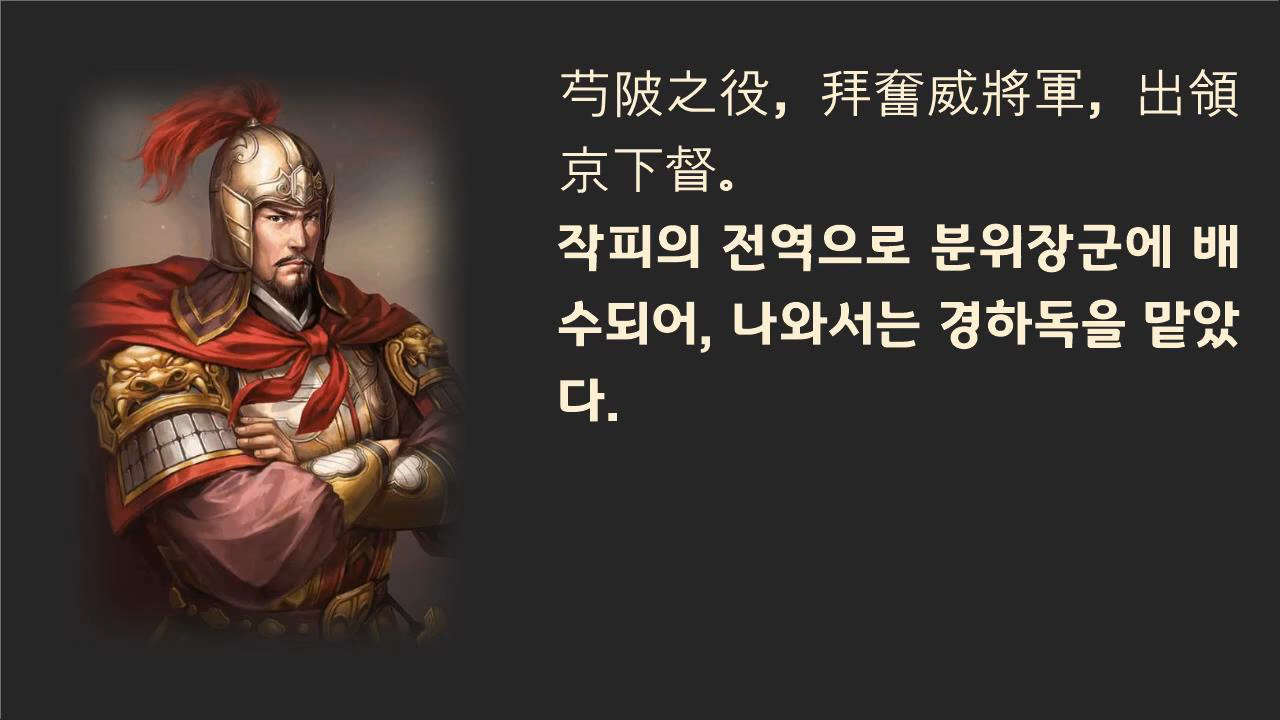 芍陂之役，拜奮威將軍，出領
京下督。
작피의 전역으로 분위장군에 배
수되어, 나와서는 경하독을 맡았
다.